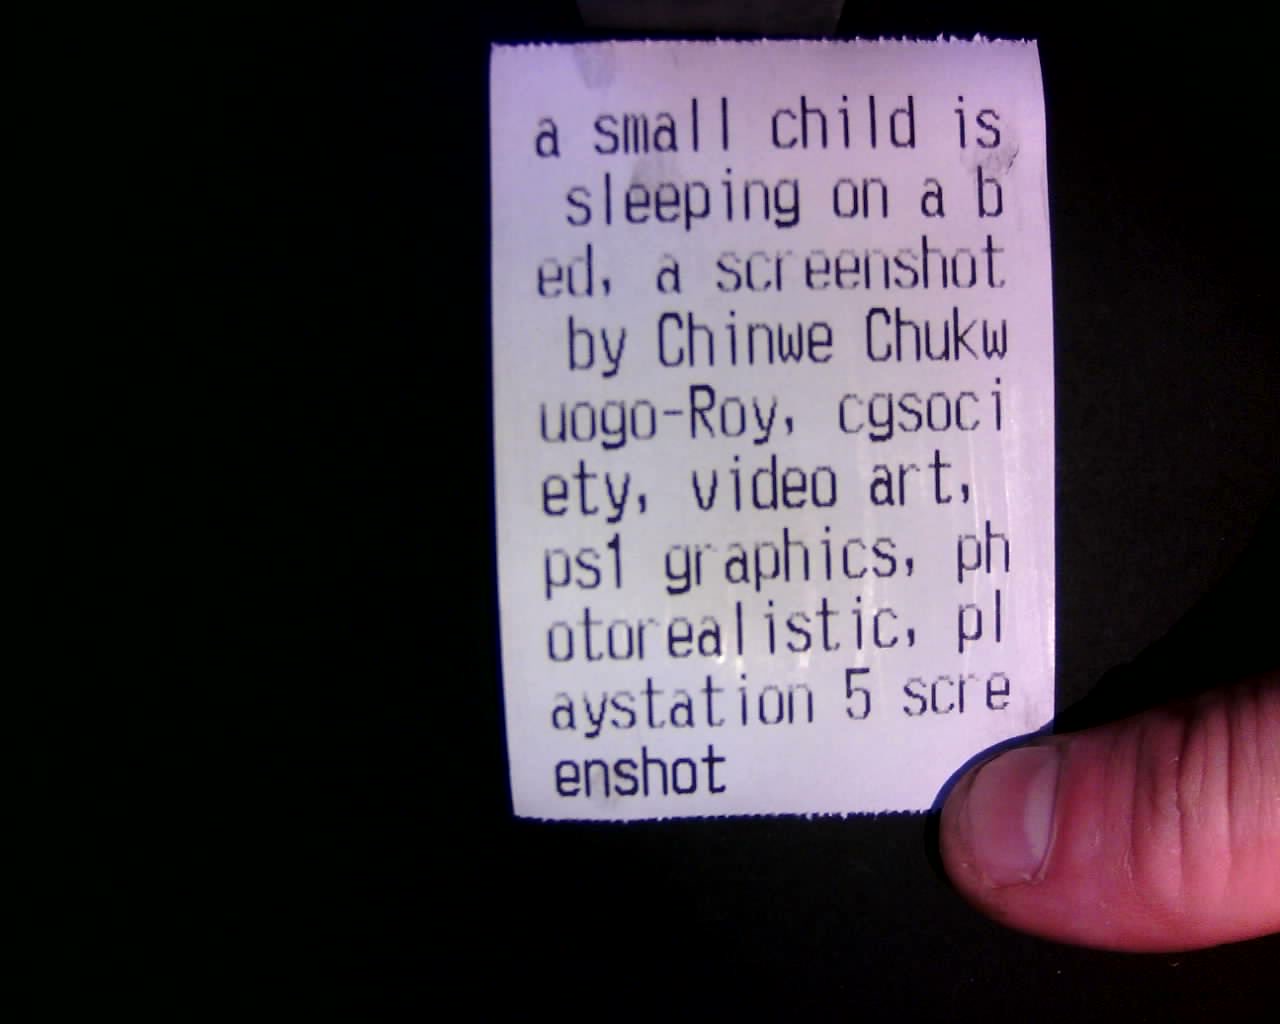 a small child is
sleeping on a b
ed, a screenshot
by Chinwe Chukw
uogo-Roy, cgsoci
ety, video art,
ps1 graphics, ph
otorealistic, pl
aystation 5 scre
enshot